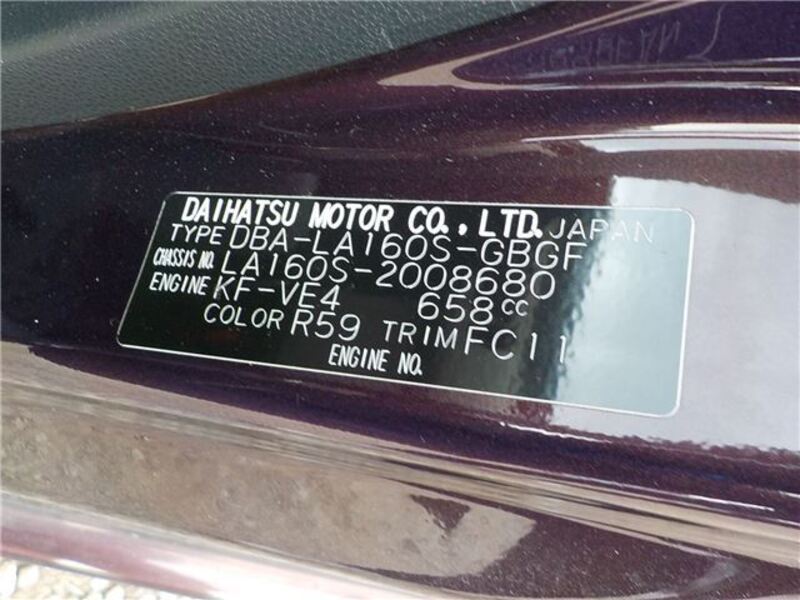 DAIHATSU MOTOR CO., LTD. JAPAN
TYPE DBA-LA160S-GBGF
CHASSIS NO. LA160S-2008680
ENGINE KF-VE4 658cc
COLOR R59 TRIM FC11
ENGINE NO.